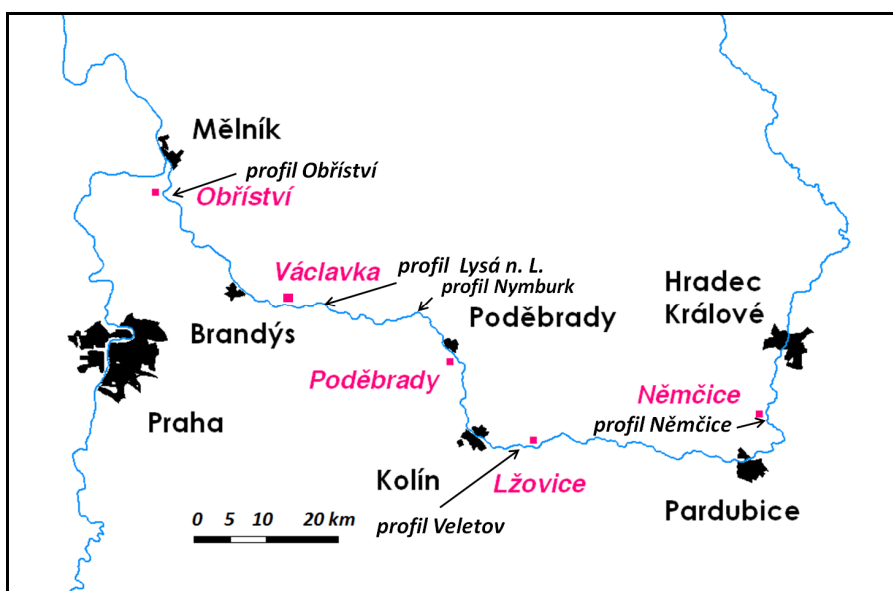 Mělník
profil Obříství
Obříství
Václavka
profil Lysá n. L.
profil Nymburk
Hradec
Králové
Brandýs
Poděbrady
Poděbrady
Němčice
profil Němčice
Praha
Kolín
Lžovice
Pardubice
profil Veletov
0 5 10 20 km